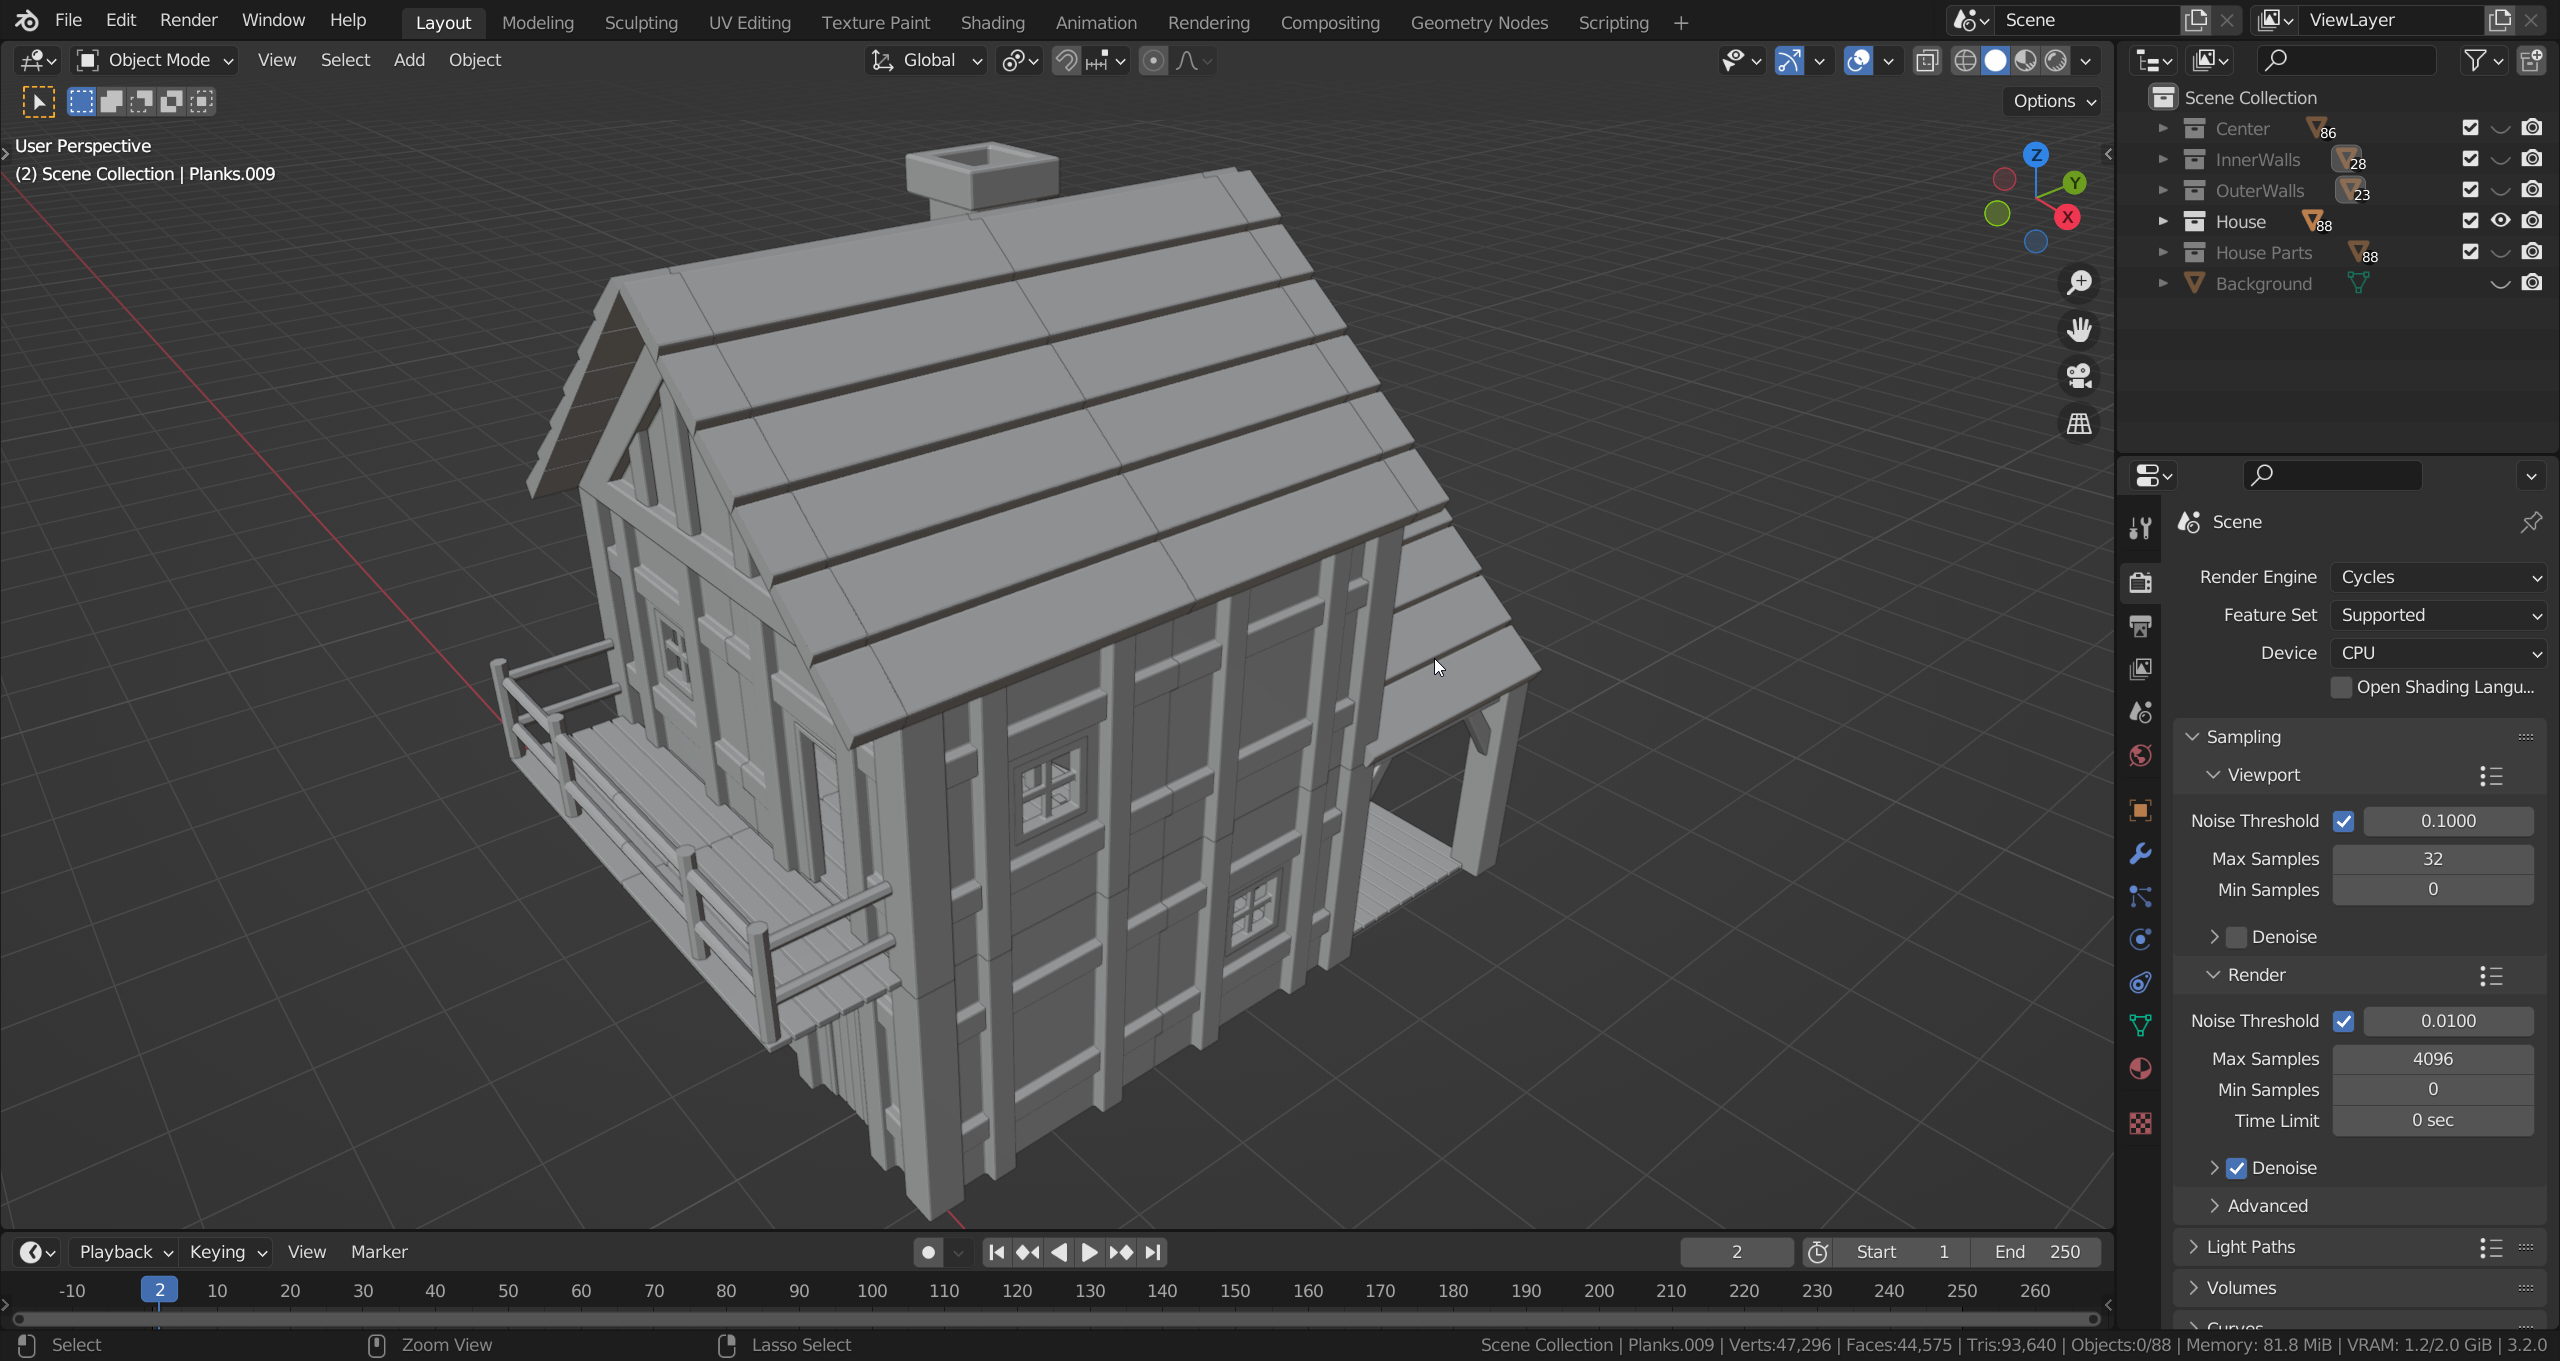 File Edit Render Window Help Layout Modeling Sculpting UV Editing Texture Paint Shading Animation Rendering Compositing Geometry Nodes Scripting + Scene ViewLayer
Object Mode View Select Add Object Global
Options
User Perspective
(2) Scene Collection | Planks.009
Z
Y
X
Scene Collection
Center 86
InnerWalls 28
OuterWalls 23
House 88
House Parts 88
Background
Scene
Render Engine Cycles
Feature Set Supported
Device CPU
Open Shading Langu...
Sampling
Viewport
Noise Threshold 0.1000
Max Samples 32
Min Samples 0
Denoise
Render
Noise Threshold 0.0100
Max Samples 4096
Min Samples 0
Time Limit 0 sec
Denoise
Advanced
Light Paths
Volumes
Playback Keying View Marker 2 Start 1 End 250
-10 2 10 20 30 40 50 60 70 80 90 100 110 120 130 140 150 160 170 180 190 200 210 220 230 240 250 260
Select Zoom View Lasso Select Scene Collection | Planks.009 | Verts:47,296 | Faces:44,575 | Tris:93,640 | Objects:0/88 | Memory: 81.8 MiB | VRAM: 1.2/2.0 GiB | 3.2.0